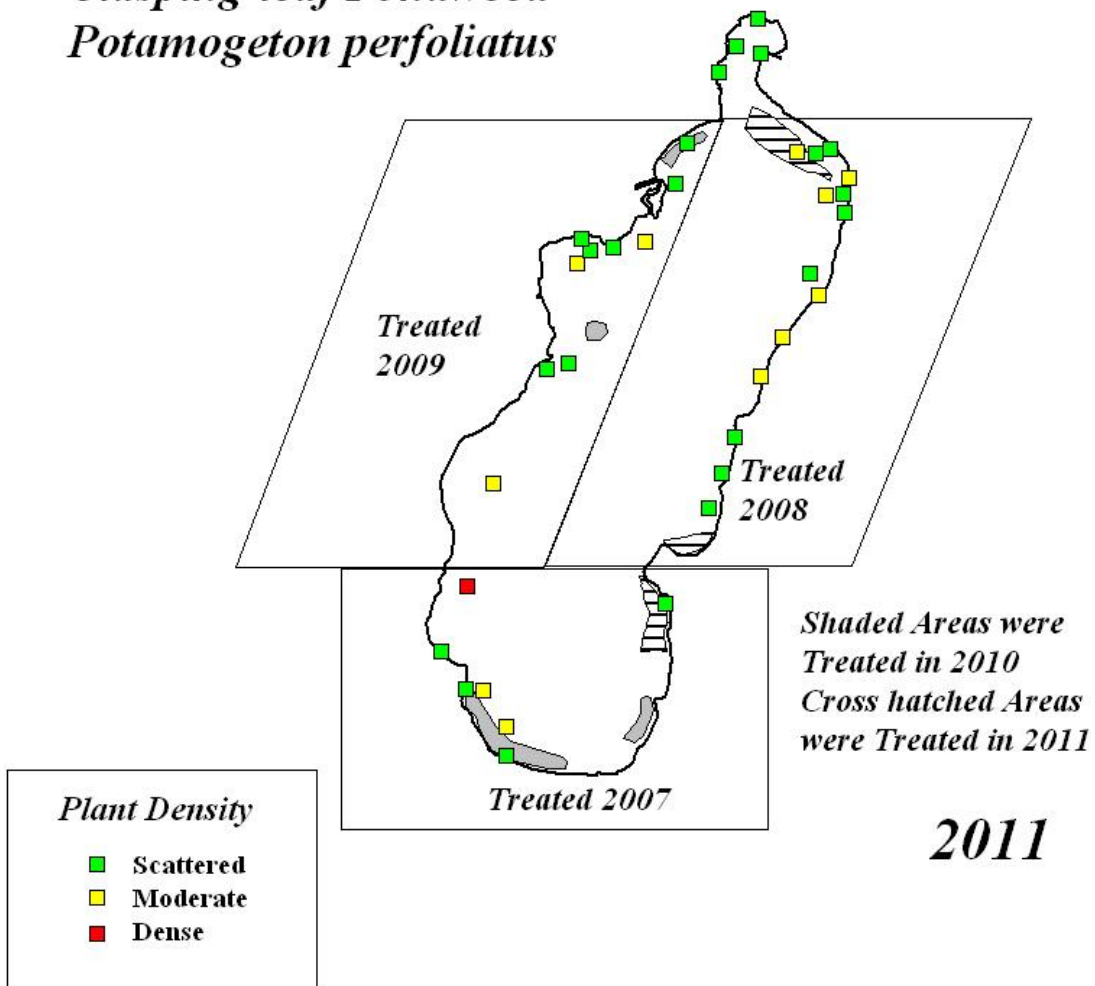 Potamogeton perfoliatus
Treated
2009
Treated
2008
Shaded Areas were
Treated in 2010
Cross hatched Areas
were Treated in 2011
Treated 2007
Plant Density
Scattered
Moderate
Dense
2011